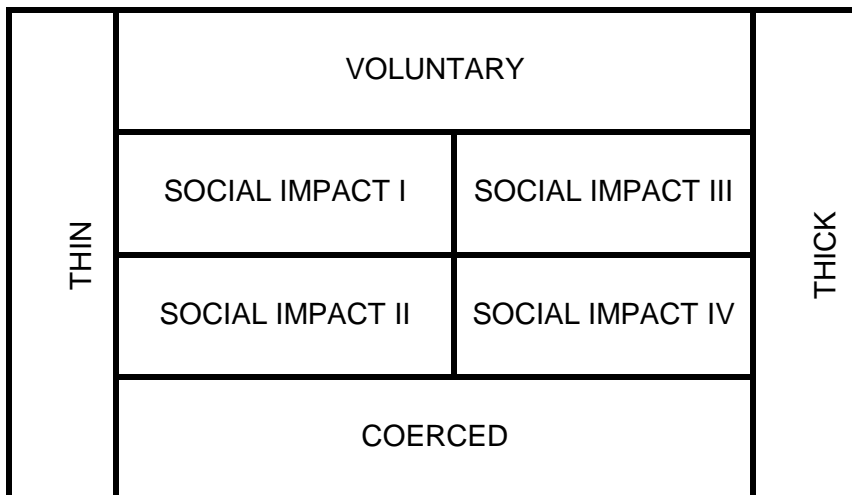 VOLUNTARY
THIN
SOCIAL IMPACT I
SOCIAL IMPACT III
THICK
SOCIAL IMPACT II
SOCIAL IMPACT IV
COERCED